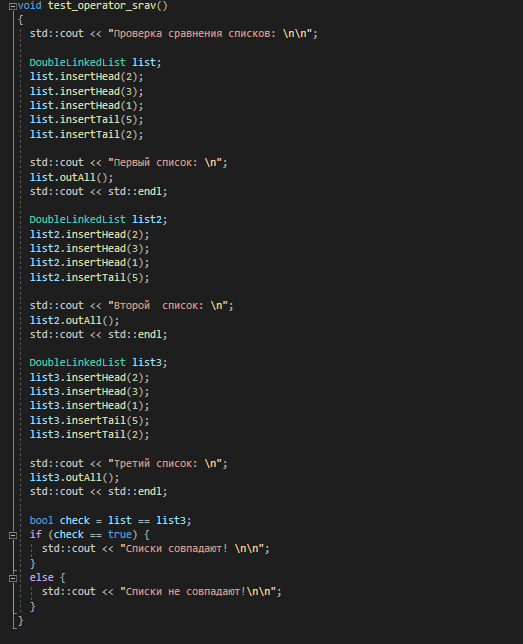 void test_operator_srav()
{
std::cout << "Проверка сравнения списков: \n\n";
DoubleLinkedList list;
list.insertHead(2);
list.insertHead(3);
list.insertHead(1);
list.insertTail(5);
list.insertTail(2);
std::cout << "Первый список: \n";
list.outAll();
std::cout << std::endl;
DoubleLinkedList list2;
list2.insertHead(2);
list2.insertHead(3);
list2.insertHead(1);
list2.insertTail(5);
std::cout << "Второй  список: \n";
list2.outAll();
std::cout << std::endl;
DoubleLinkedList list3;
list3.insertHead(2);
list3.insertHead(3);
list3.insertHead(1);
list3.insertTail(5);
list3.insertTail(2);
std::cout << "Третий список: \n";
list3.outAll();
std::cout << std::endl;
bool check = list == list3;
if (check == true) {
std::cout << "Списки совпадают! \n\n";
}
else {
std::cout << "Списки не совпадают!\n\n";
}
}